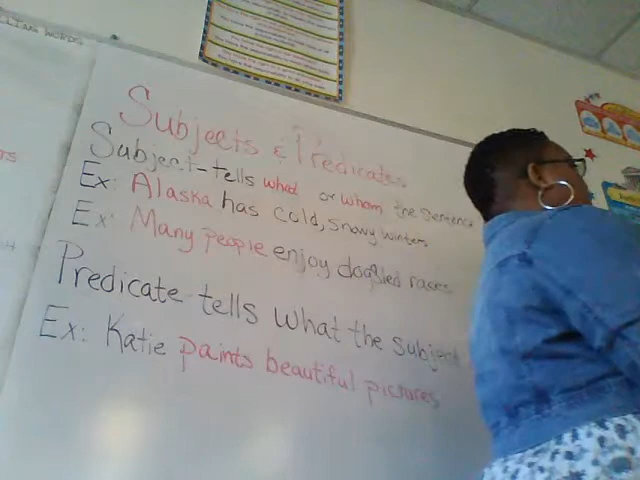 Subjects & Predicates
Subject-tells what or whom the sentence
Ex: Alaska has cold, snowy winters
Ex: Many people enjoy dogsled races
Predicate tells what the subject
Ex: Katie paints beautiful pictures